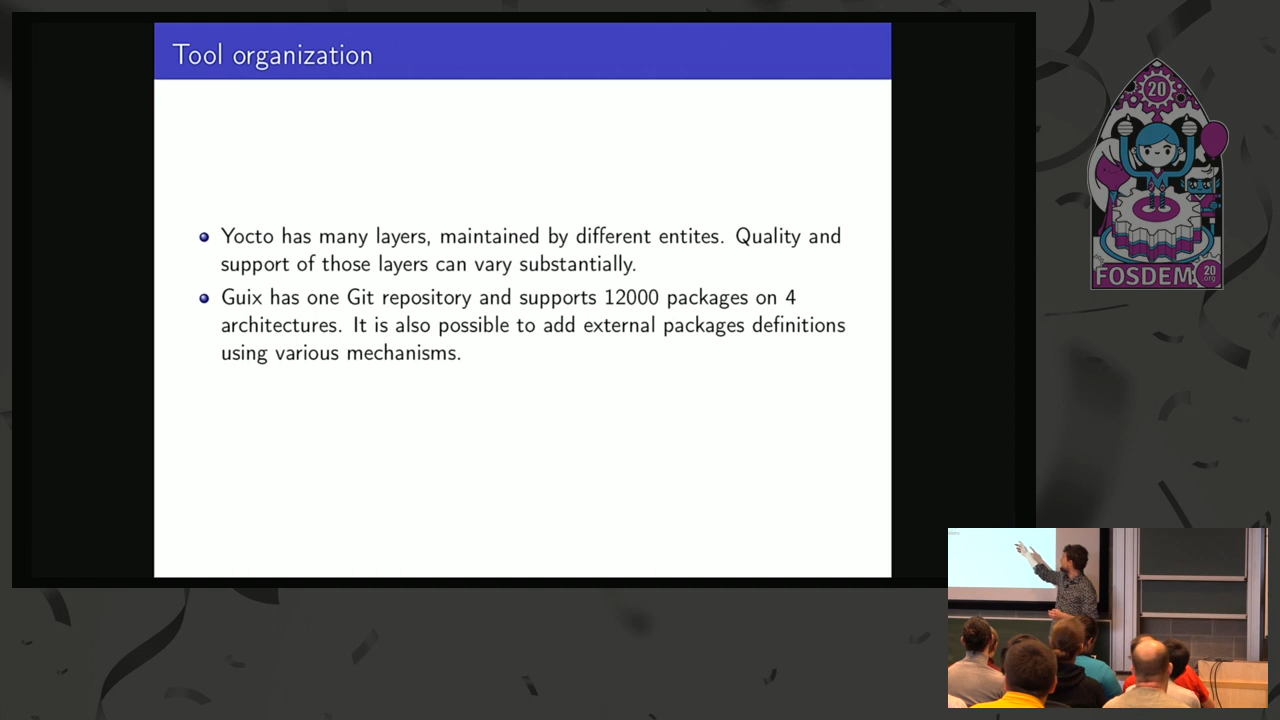 Tool organization
Yocto has many layers, maintained by different entites. Quality and
support of those layers can vary substantially.
Guix has one Git repository and supports 12000 packages on 4
architectures. It is also possible to add external packages definitions
using various mechanisms.
20
FOSDEM
20
.org